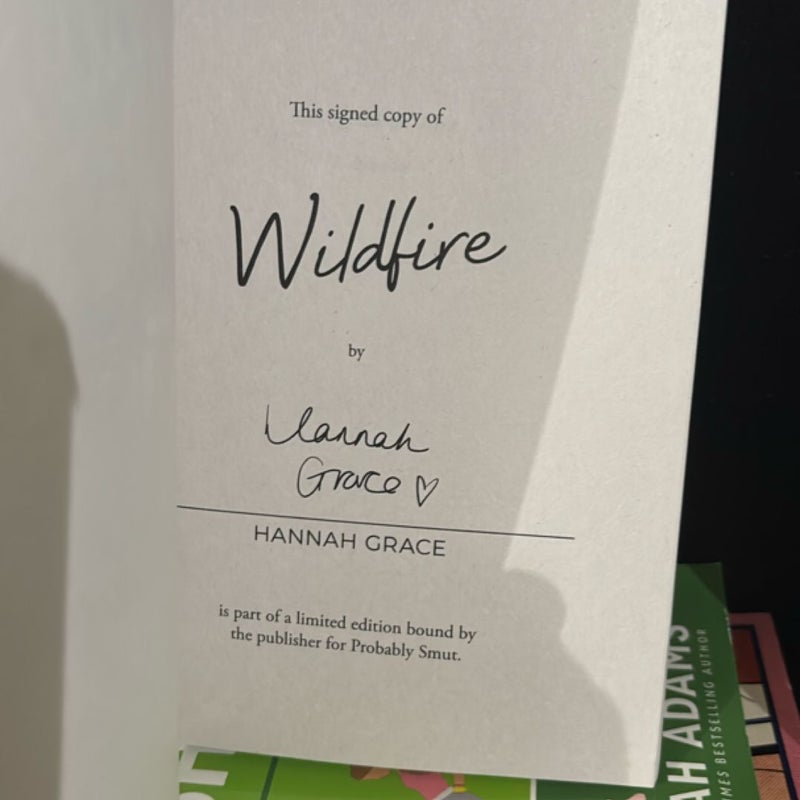 This signed copy of
Wildfire
by
Hannah
Grace ♡
HANNAH GRACE
is part of a limited edition bound by
the publisher for Probably Smut.
AH ADAMS
MES BESTSELLING AUTHOR